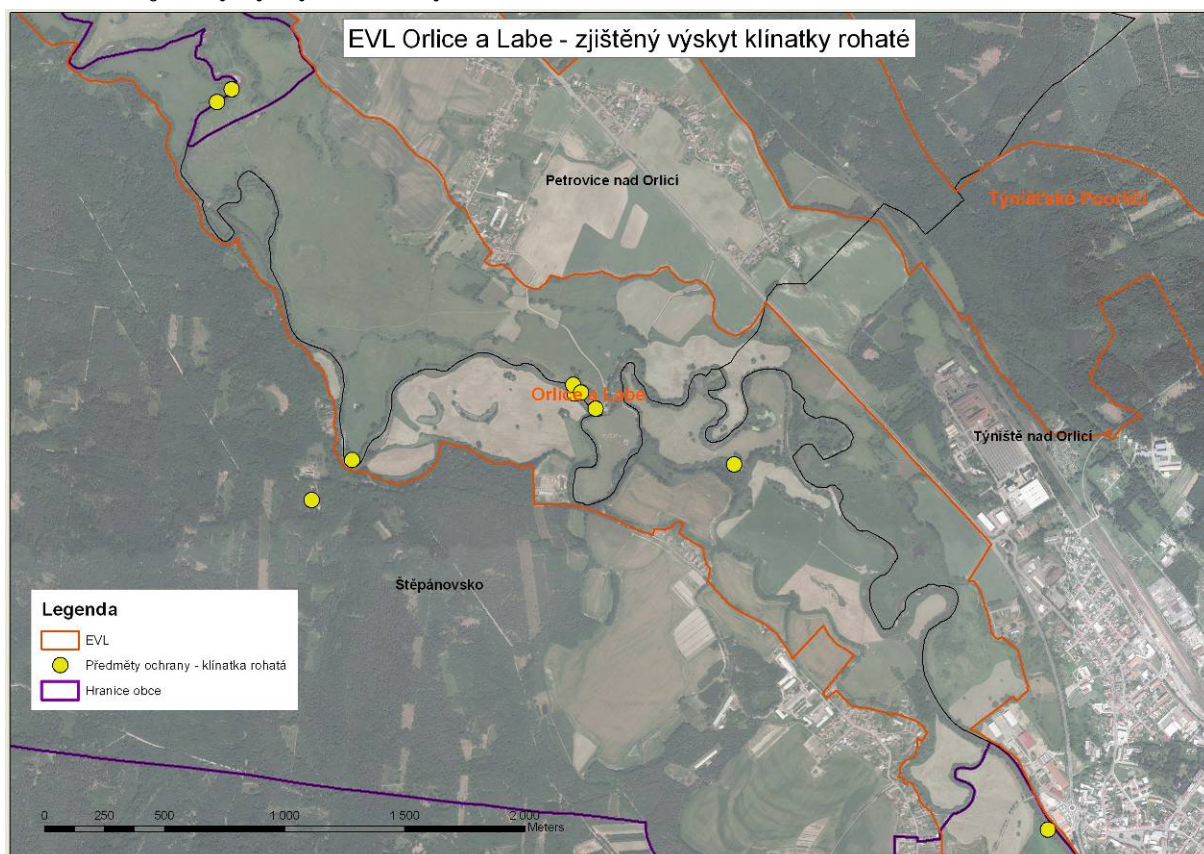 EVL Orlice a Labe - zjištěný výskyt klínatky rohaté
Petrovice nad Orlicí
Týnišťské Poorličí
Orlice a Labe
Týniště nad Orlicí
Štěpánovsko
Legenda
EVL
Předměty ochrany - klínatka rohatá
Hranice obce
0 250 500 1 000 1 500 2 000
Meters